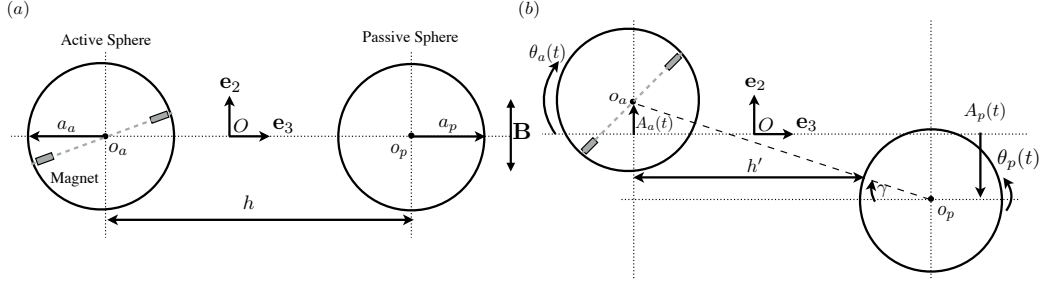 (a)
Active Sphere
Passive Sphere
e₂
a_a
O
e₃
a_p
B
o_a
o_p
Magnet
h
(b)
θ_a(t)
e₂
A_p(t)
o_a
A_a(t)
O
e₃
θ_p(t)
h′
γ
o_p